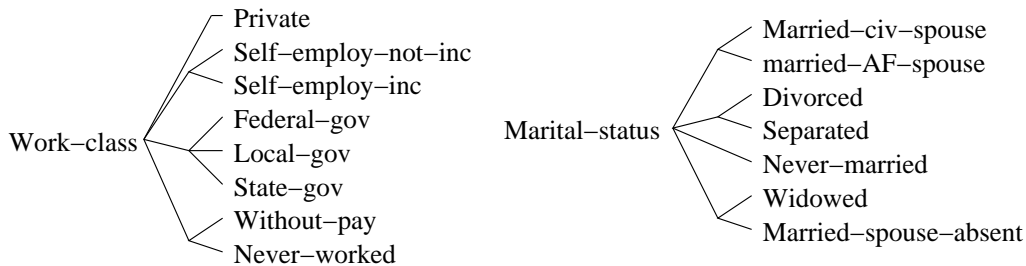 Work−class
Private
Self−employ−not−inc
Self−employ−inc
Federal−gov
Local−gov
State−gov
Without−pay
Never−worked
Marital−status
Married−civ−spouse
married−AF−spouse
Divorced
Separated
Never−married
Widowed
Married−spouse−absent